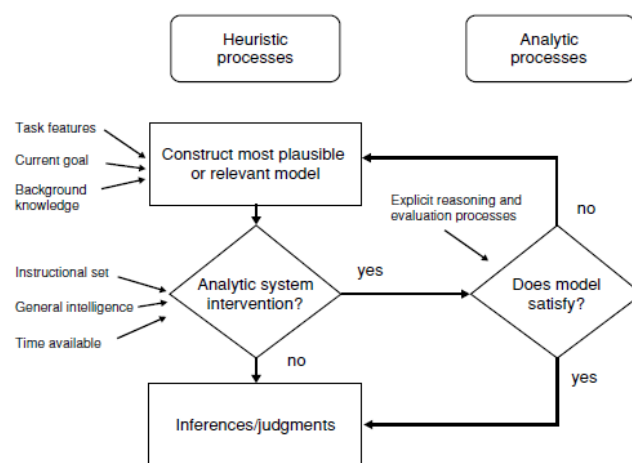 Heuristic
processes
Analytic
processes
Task features
Current goal
Background
knowledge
Construct most plausible
or relevant model
Explicit reasoning and
evaluation processes
no
Instructional set
General intelligence
Time available
Analytic system
intervention?
yes
Does model
satisfy?
no
yes
Inferences/judgments